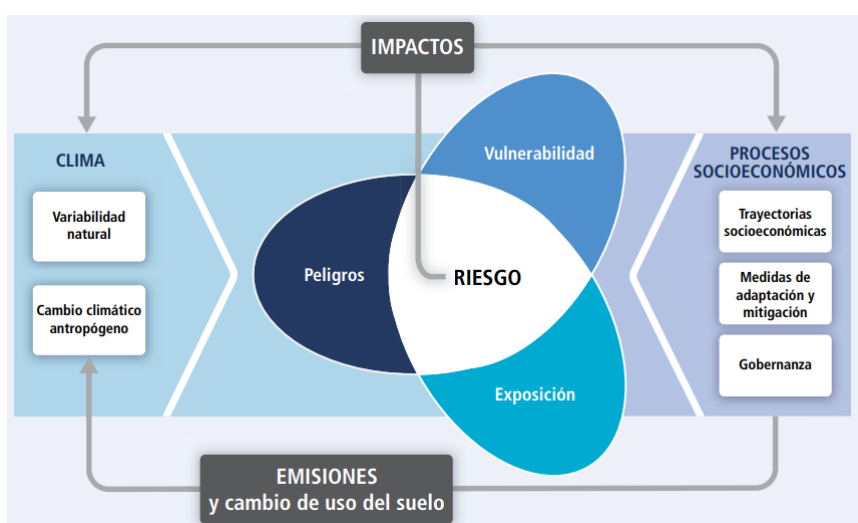 IMPACTOS
CLIMA
Variabilidad
natural
Cambio climático
antropógeno
Peligros
Vulnerabilidad
RIESGO
Exposición
PROCESOS
SOCIOECONÓMICOS
Trayectorias
socioeconómicas
Medidas de
adaptación y
mitigación
Gobernanza
EMISIONES
y cambio de uso del suelo